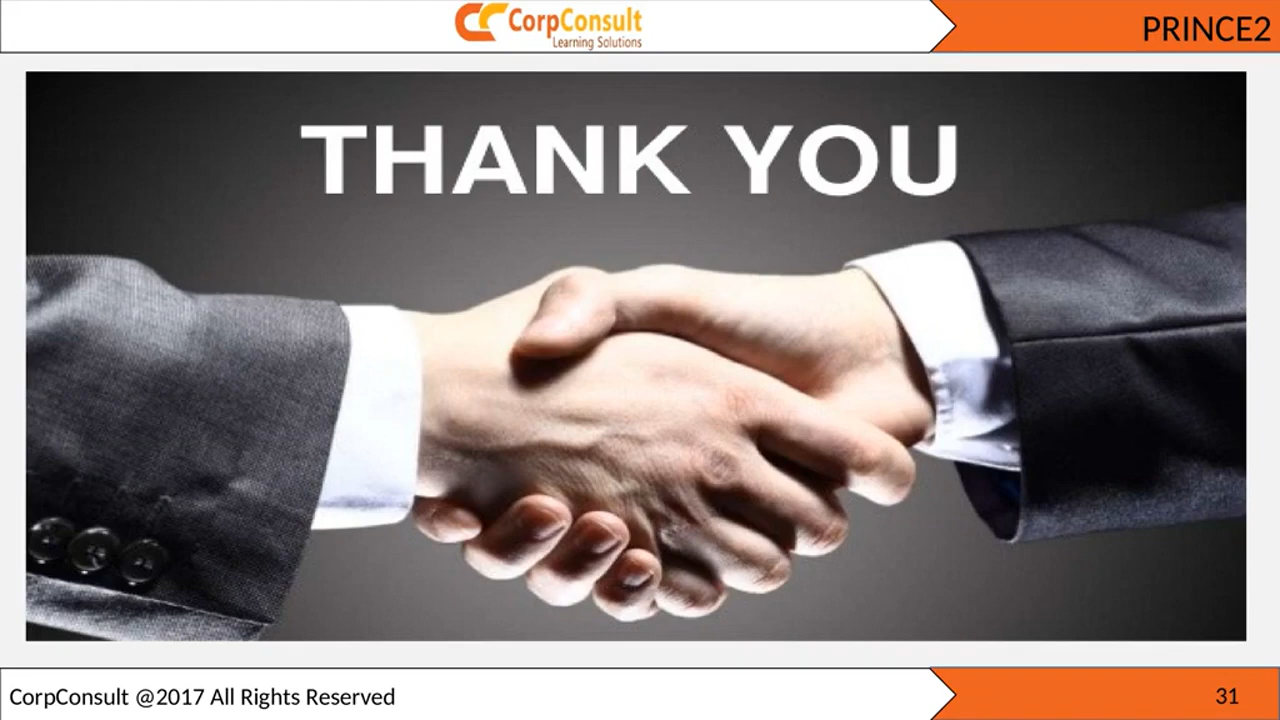 CorpConsult
Learning Solutions
PRINCE2
THANK YOU
CorpConsult @2017 All Rights Reserved
31